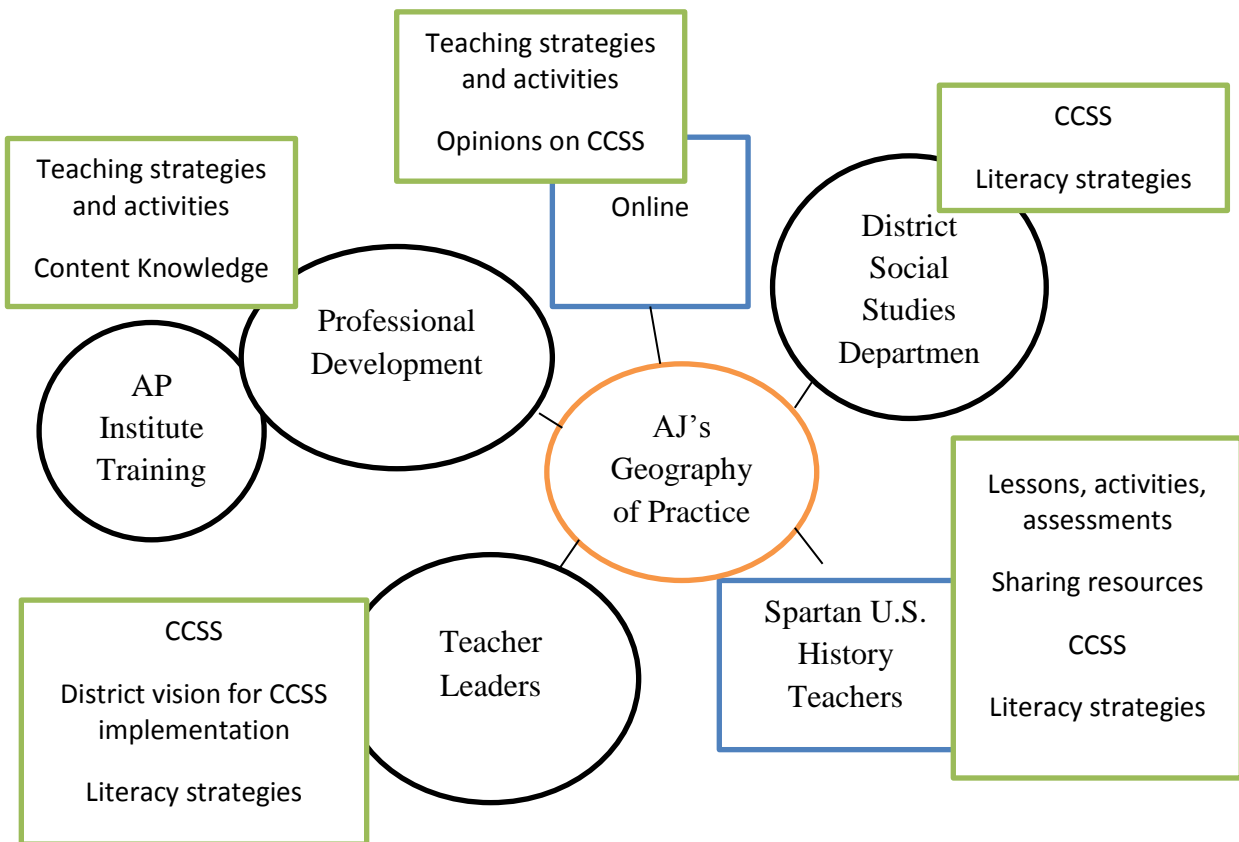 Teaching strategies
and activities
Opinions on CCSS
Online
CCSS
Literacy strategies
District
Social
Studies
Departmen
Teaching strategies
and activities
Content Knowledge
Professional
Development
AP
Institute
Training
AJ's
Geography
of Practice
Lessons, activities,
assessments
Sharing resources
CCSS
Literacy strategies
Spartan U.S.
History
Teachers
Teacher
Leaders
CCSS
District vision for CCSS
implementation
Literacy strategies